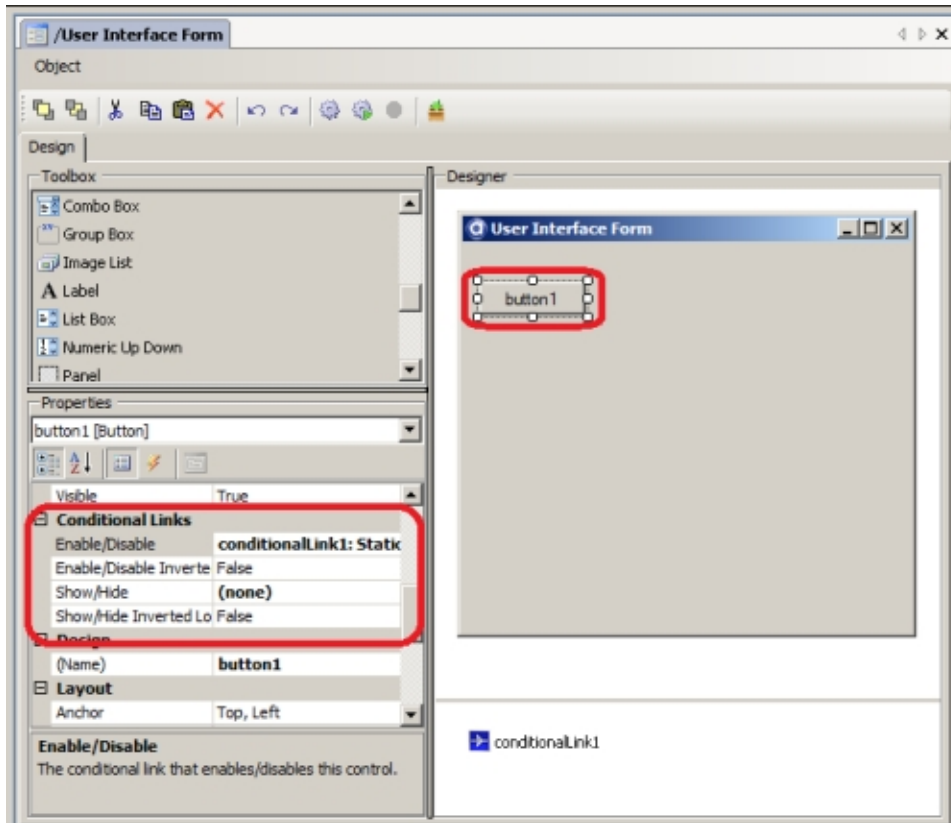 /User Interface Form
Object
Design
Toolbox
Combo Box
Group Box
Image List
A Label
List Box
Numeric Up Down
Panel
Properties
button1 [Button]
Visible True
Conditional Links
Enable/Disable conditionalLink1: Static
Enable/Disable Inverte False
Show/Hide (none)
Show/Hide Inverted Lo False
Design
(Name) button1
Layout
Anchor Top, Left
Enable/Disable
The conditional link that enables/disables this control.
Designer
User Interface Form
button1
conditionalLink1